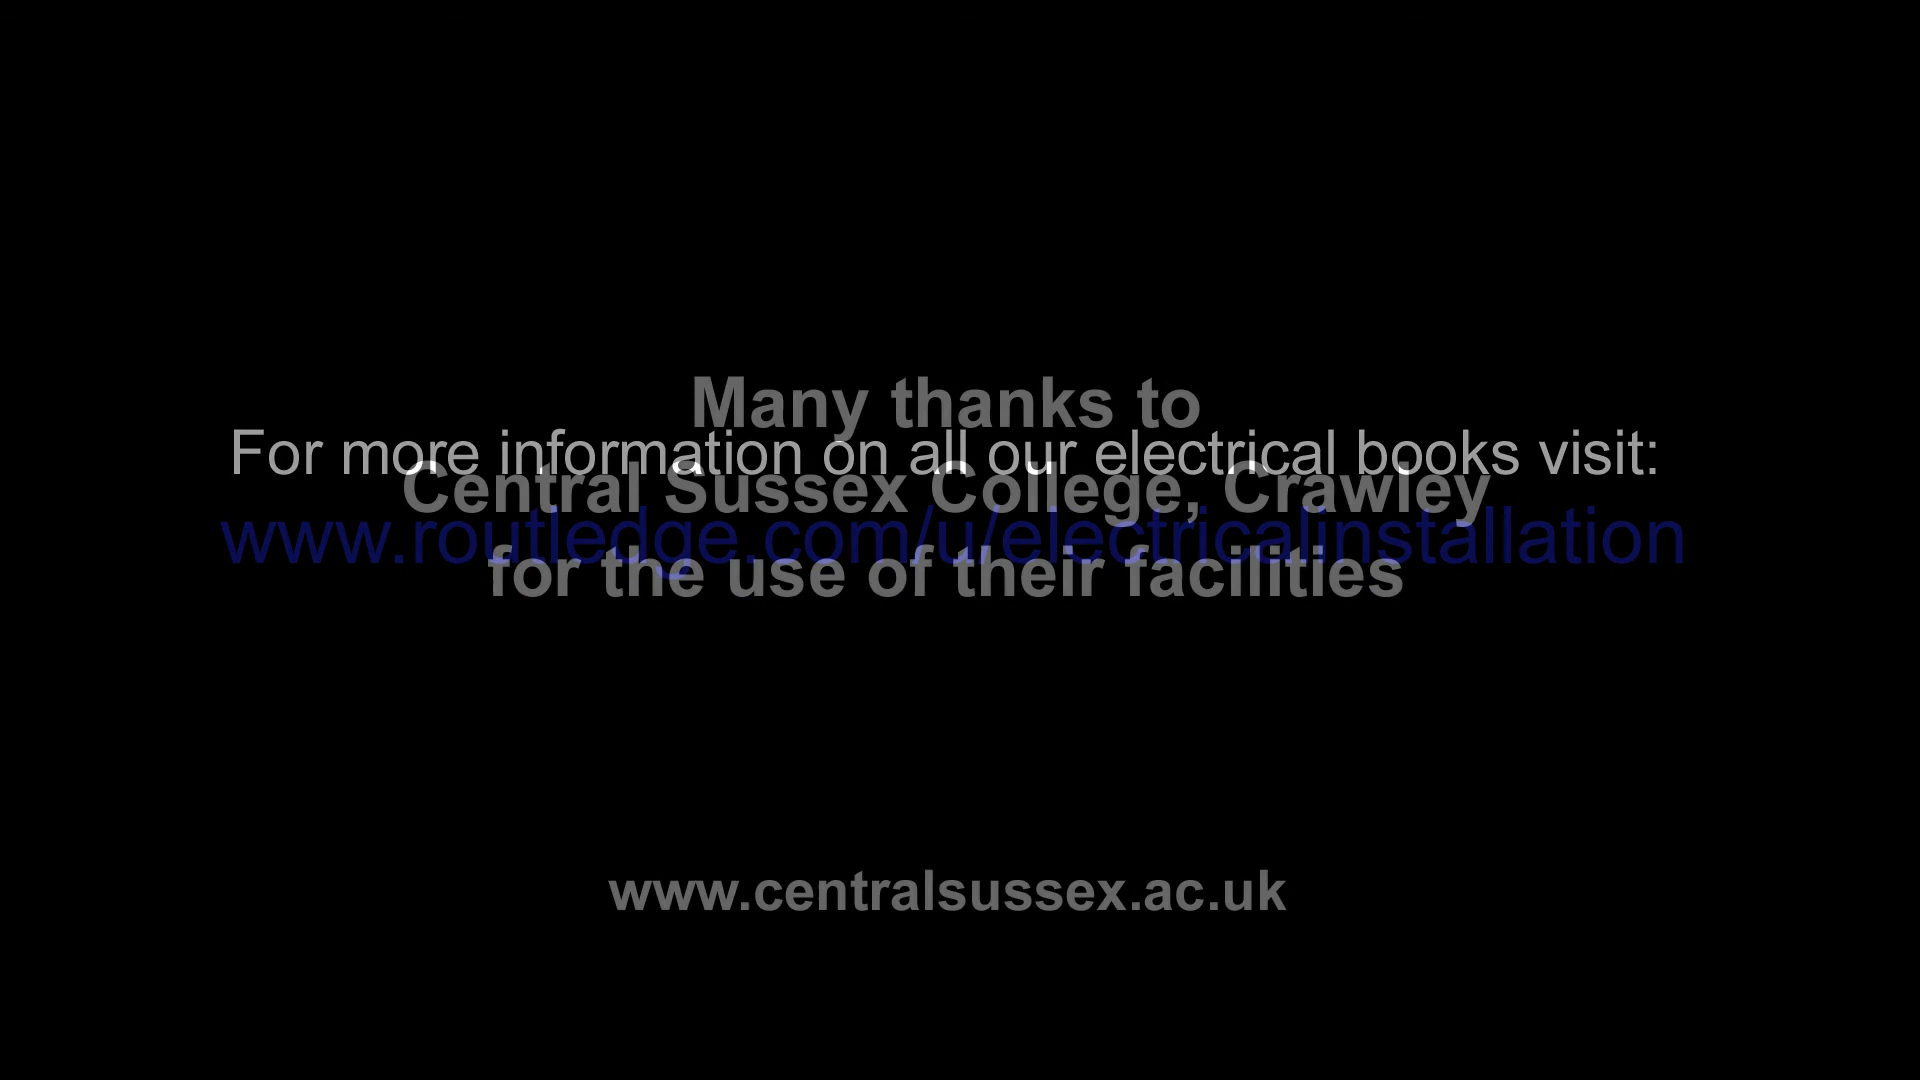 Many thanks to
For more information on all our electrical books visit:
Central Sussex College, Crawley
www.routledge.com/u/electricalinstallation
for the use of their facilities
www.centralsussex.ac.uk